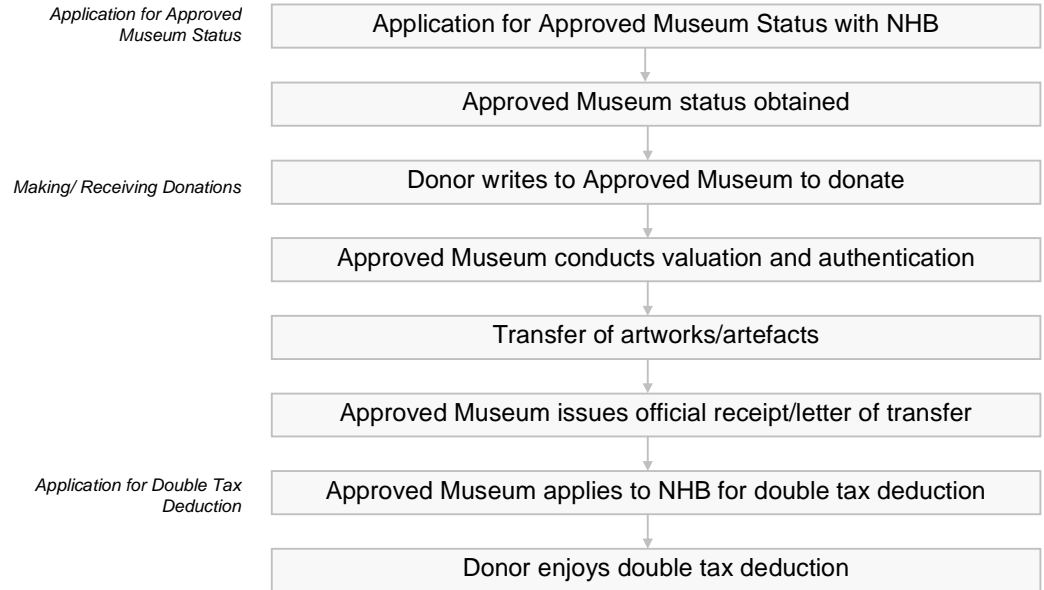 Application for Approved
Museum Status
Application for Approved Museum Status with NHB
Approved Museum status obtained
Making/ Receiving Donations
Donor writes to Approved Museum to donate
Approved Museum conducts valuation and authentication
Transfer of artworks/artefacts
Approved Museum issues official receipt/letter of transfer
Application for Double Tax
Deduction
Approved Museum applies to NHB for double tax deduction
Donor enjoys double tax deduction